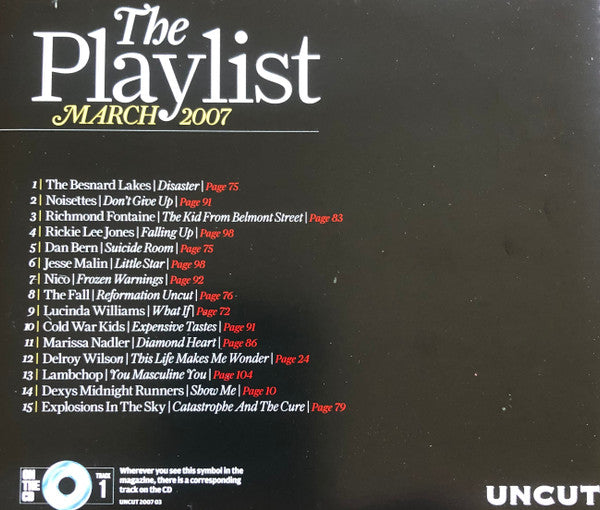 The
Playlist
MARCH 2007
1 | The Besnard Lakes | Disaster | Page 75
2 | Noisettes | Don't Give Up | Page 91
3 | Richmond Fontaine | The Kid From Belmont Street | Page 83
4 | Rickie Lee Jones | Falling Up | Page 98
5 | Dan Bern | Suicide Room | Page 75
6 | Jesse Malin | Little Star | Page 98
7 | Nico | Frozen Warnings | Page 92
8 | The Fall | Reformation Uncut | Page 76
9 | Lucinda Williams | What If | Page 72
10 | Cold War Kids | Expensive Tastes | Page 91
11 | Marissa Nadler | Diamond Heart | Page 86
12 | Delroy Wilson | This Life Makes Me Wonder | Page 24
13 | Lambchop | You Masculine You | Page 104
14 | Dexys Midnight Runners | Show Me | Page 10
15 | Explosions In The Sky | Catastrophe And The Cure | Page 79
ON THE CD
TRACK 1
Wherever you see this symbol in the
magazine, there is a corresponding
track on the CD
UNCUT 2007 03
UNCUT